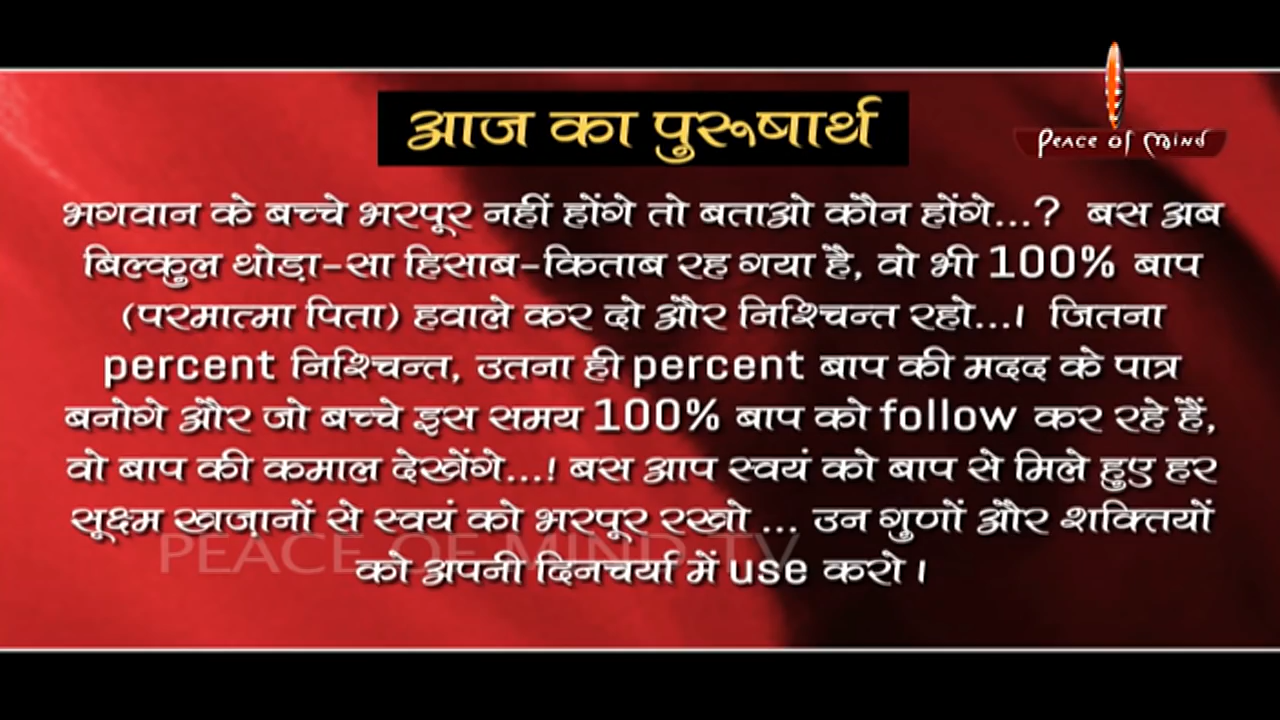 आज का पुरूषार्थ
Peace of Mind
भगवान के बच्चे भरपूर नहीं होंगे तो बताओ कौन होंगे...? बस अब
बिल्कुल थोड़ा-सा हिसाब-किताब रह गया है, वो भी 100% बाप
(परमात्मा पिता) हवाले कर दो और निश्चिन्त रहो...। जितना
percent निश्चिन्त, उतना ही percent बाप की मदद के पात्र
बनोगे और जो बच्चे इस समय 100% बाप को follow कर रहे हैं,
वो बाप की कमाल देखेंगे...! बस आप स्वयं को बाप से मिले हुए हर
सूक्ष्म खज़ानों से स्वयं को भरपूर रखो ... उन गुणों और शक्तियों
PEACE OF MIND TV
को अपनी दिनचर्या में use करो।